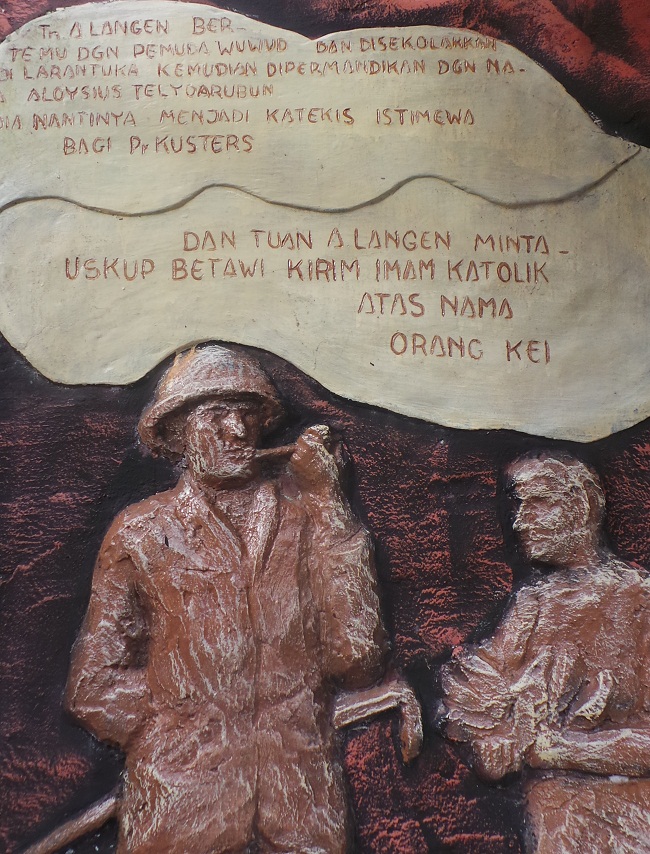 Tn A LANGEN BER-
TEMU DGN PEMUDA WUWUD DAN DISEKOLAKKAN
DI LARANTUKA KEMUDIAN DIPERMANDIKAN DGN NA-
ALOYSIUS TELYOARUBUN
DIA NANTINYA MENJADI KATEKIS ISTIMEWA
BAGI Pr KUSTERS
DAN TUAN A LANGEN MINTA-
USKUP BETAWI KIRIM IMAM KATOLIK
ATAS NAMA
ORANG KEI